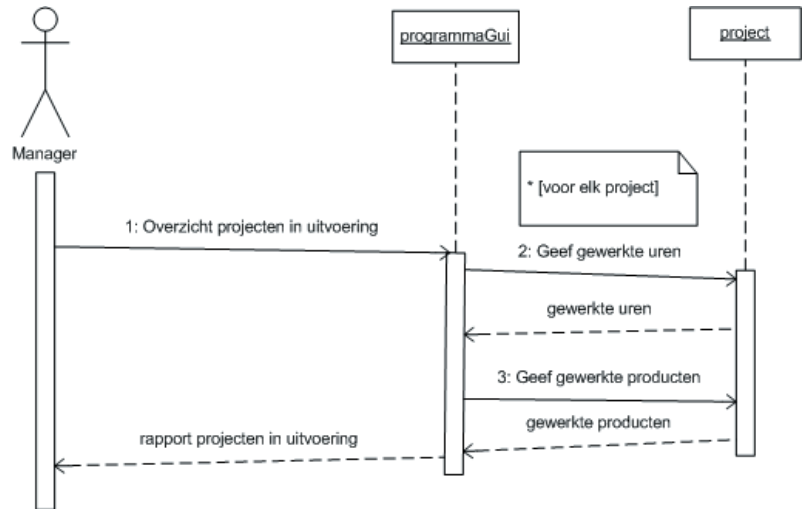 programmaGui
project
Manager
* [voor elk project]
1: Overzicht projecten in uitvoering
2: Geef gewerkte uren
gewerkte uren
3: Geef gewerkte producten
gewerkte producten
rapport projecten in uitvoering